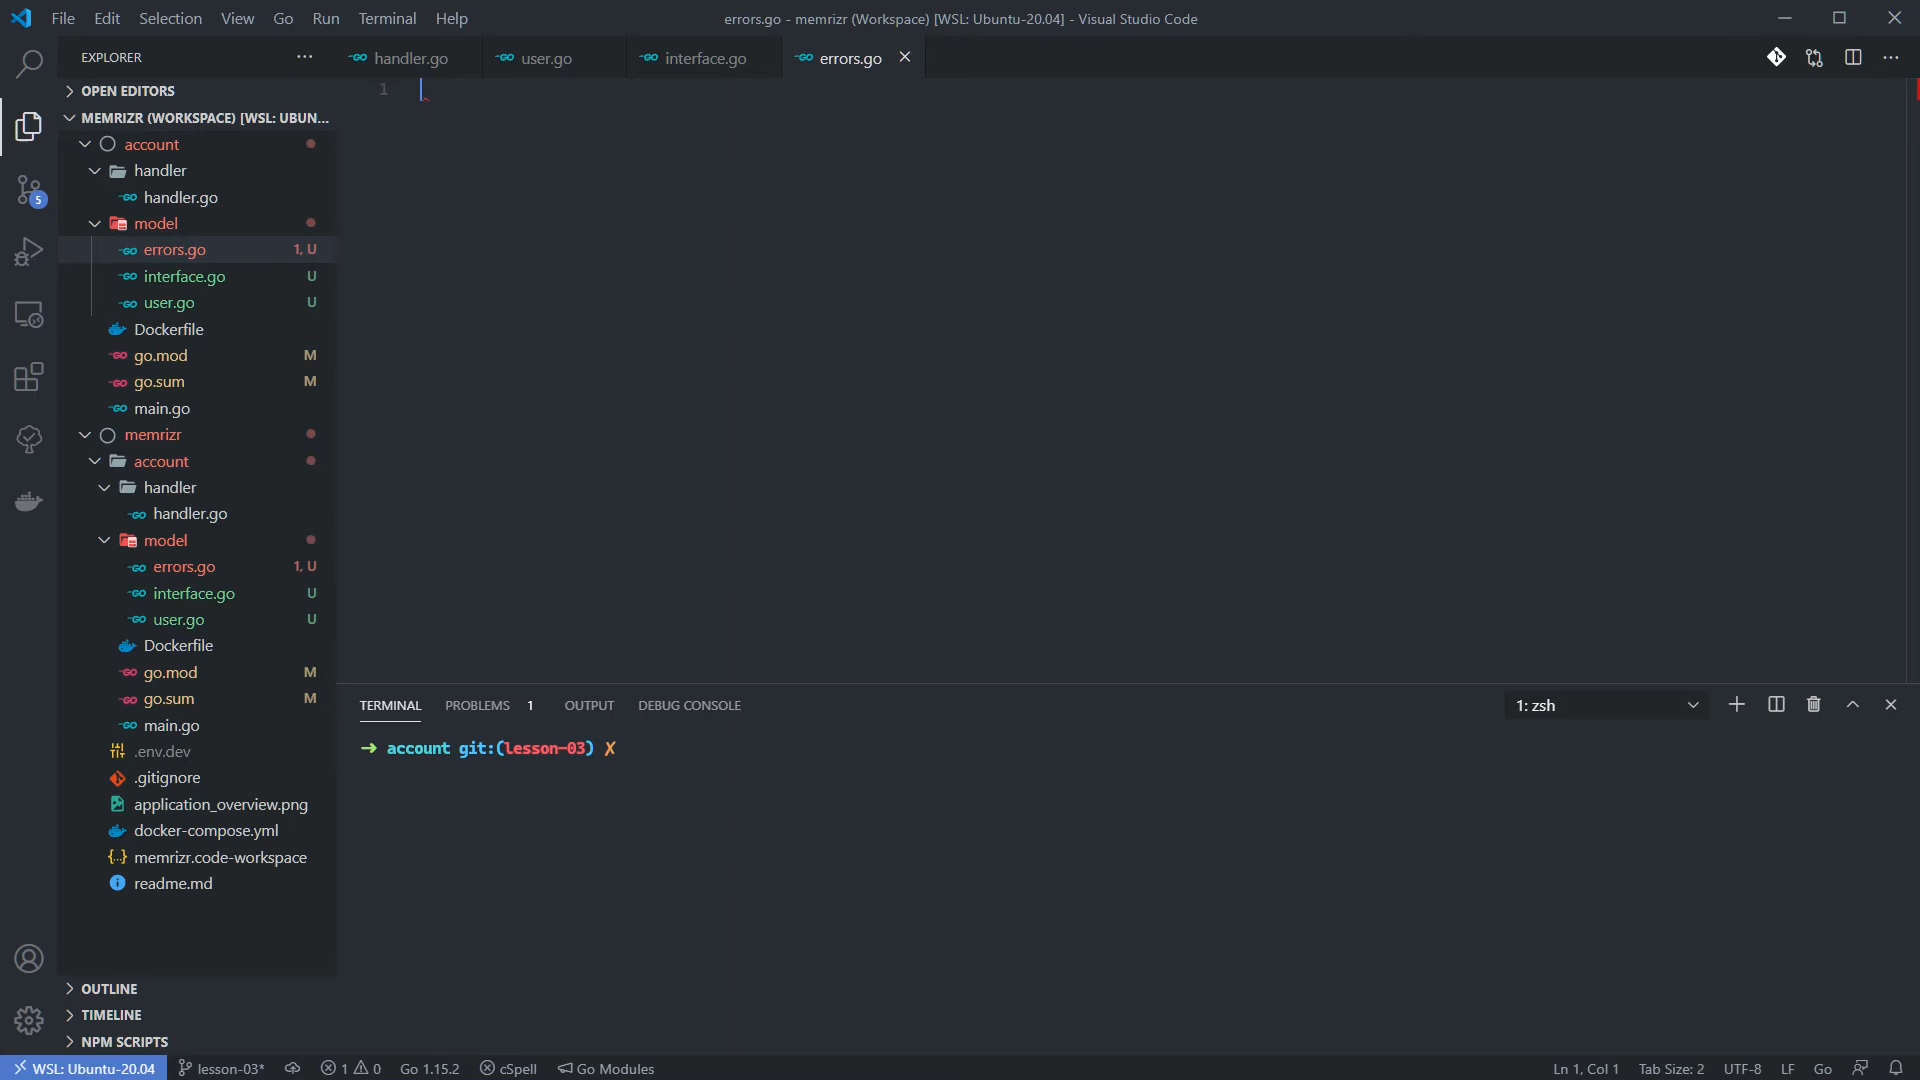 File Edit Selection View Go Run Terminal Help
errors.go - memrizr (Workspace) [WSL: Ubuntu-20.04] - Visual Studio Code
EXPLORER
handler.go
user.go
interface.go
errors.go
OPEN EDITORS
MEMRIZR (WORKSPACE) [WSL: UBUN...
account
handler
handler.go
model
errors.go 1, U
interface.go U
user.go U
Dockerfile
go.mod M
go.sum M
main.go
memrizr
account
handler
handler.go
model
errors.go 1, U
interface.go U
user.go U
Dockerfile
go.mod M
go.sum M
main.go
.env.dev
.gitignore
application_overview.png
docker-compose.yml
memrizr.code-workspace
readme.md
OUTLINE
TIMELINE
NPM SCRIPTS
5
1
TERMINAL PROBLEMS 1 OUTPUT DEBUG CONSOLE
1: zsh
➜ account git:(lesson-03) ✗
WSL: Ubuntu-20.04 lesson-03* 1 0 Go 1.15.2 cSpell Go Modules
Ln 1, Col 1 Tab Size: 2 UTF-8 LF Go